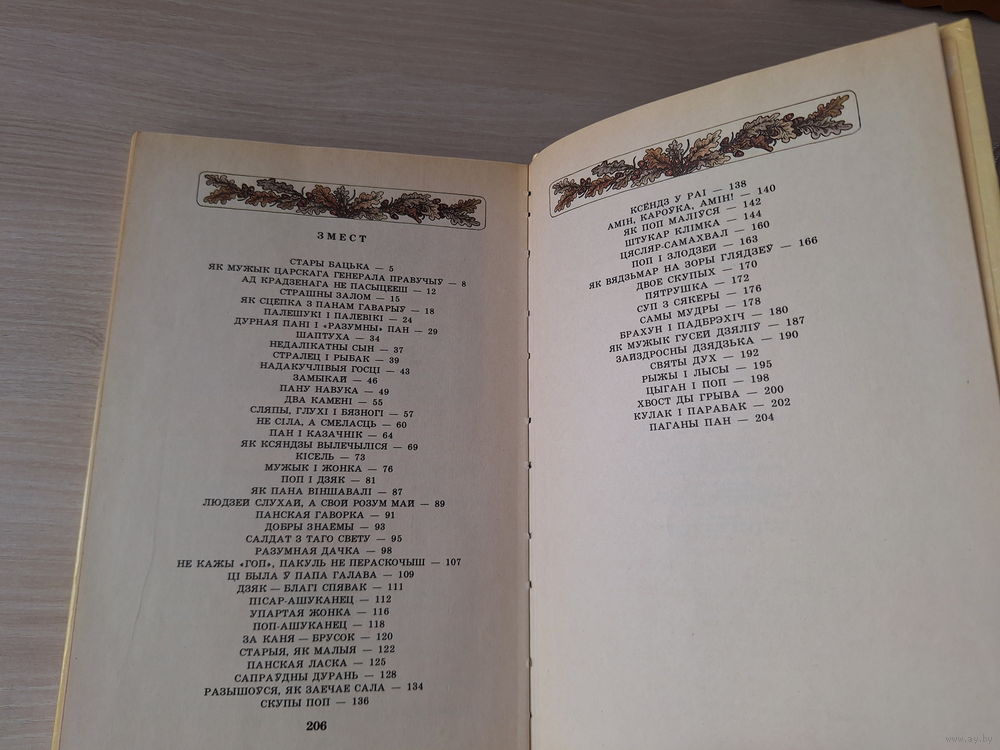 ЗМЕСТ
СТАРЫ БАЦЬКА — 5
ЯК МУЖЫК ЦАРСКАГА ГЕНЕРАЛА ПРАВУЧЫЎ — 8
АД КРАДЗЕНАГА НЕ ПАСЫЦЕЕШ — 12
СТРАШНЫ ЗАЛОМ — 15
ЯК СЦЕПКА З ПАНАМ ГАВАРЫЎ — 18
ПАЛЕШУКІ І ПАЛЕВІКІ — 24
ДУРНАЯ ПАНІ І «РАЗУМНЫ» ПАН — 29
ШАПТУХА — 34
НЕДАЛІКАТНЫ СЫН — 37
СТРАЛЕЦ І РЫБАК — 39
НАДАКУЧЛІВЫЯ ГОСЦІ — 43
ЗАМЫКАЙ — 46
ПАНУ НАВУКА — 49
ДВА КАМЕНІ — 55
СЛЯПЫ, ГЛУХІ І БЯЗНОГІ — 57
НЕ СІЛА, А СМЕЛАСЦЬ — 60
ПАН І КАЗАЧНІК — 64
ЯК КСЯНДЗЫ ВЫЛЕЧЫЛІСЯ — 69
КІСЕЛЬ — 73
МУЖЫК І ЖОНКА — 76
ПОП І ДЗЯК — 81
ЯК ПАНА ВІНШАВАЛІ — 87
ЛЮДЗЕЙ СЛУХАЙ, А СВОЙ РОЗУМ МАЙ — 89
ПАНСКАЯ ГАВОРКА — 91
ДОБРЫ ЗНАЁМЫ — 93
САЛДАТ З ТАГО СВЕТУ — 95
РАЗУМНАЯ ДАЧКА — 98
НЕ КАЖЫ «ГОП», ПАКУЛЬ НЕ ПЕРАСКОЧЫШ — 107
ЦІ БЫЛА Ў ПАПА ГАЛАВА — 109
ДЗЯК — БЛАГІ СПЯВАК — 111
ПІСАР-АШУКАНЕЦ — 112
УПАРТАЯ ЖОНКА — 116
ПОП-АШУКАНЕЦ — 118
ЗА КАНЯ — БРУСОК — 120
СТАРЫЯ, ЯК МАЛЫЯ — 122
ПАНСКАЯ ЛАСКА — 125
САПРАЎДНЫ ДУРАНЬ — 128
РАЗЫШОЎСЯ, ЯК ЗАЕЧАЕ САЛА — 134
СКУПЫ ПОП — 136
206
КСЁНДЗ У РАІ — 138
АМІН, КАРОЎКА, АМІН! — 140
ЯК ПОП МАЛІЎСЯ — 142
ШТУКАР КЛІМКА — 144
ЦЯСЛЯР-САМАХВАЛ — 160
ПОП І ЗЛОДЗЕЙ — 163
ЯК ВЯДЗЬМАР НА ЗОРЫ ГЛЯДЗЕЎ — 166
ДВОЕ СКУПЫХ — 170
ПЯТРУШКА — 172
СУП З СЯКЕРЫ — 176
САМЫ МУДРЫ — 178
БРАХУН І ПАДБРЭХІЧ — 180
ЯК МУЖЫК ГУСЕЙ ДЗЯЛІЎ — 187
ЗАЙЗДРОСНЫ ДЗЯДЗЬКА — 190
СВЯТЫ ДУХ — 192
РЫЖЫ І ЛЫСЫ — 195
ЦЫГАН І ПОП — 198
ХВОСТ ДЫ ГРЫВА — 200
КУЛАК І ПАРАБАК — 202
ПАГАНЫ ПАН — 204
www.ay.by